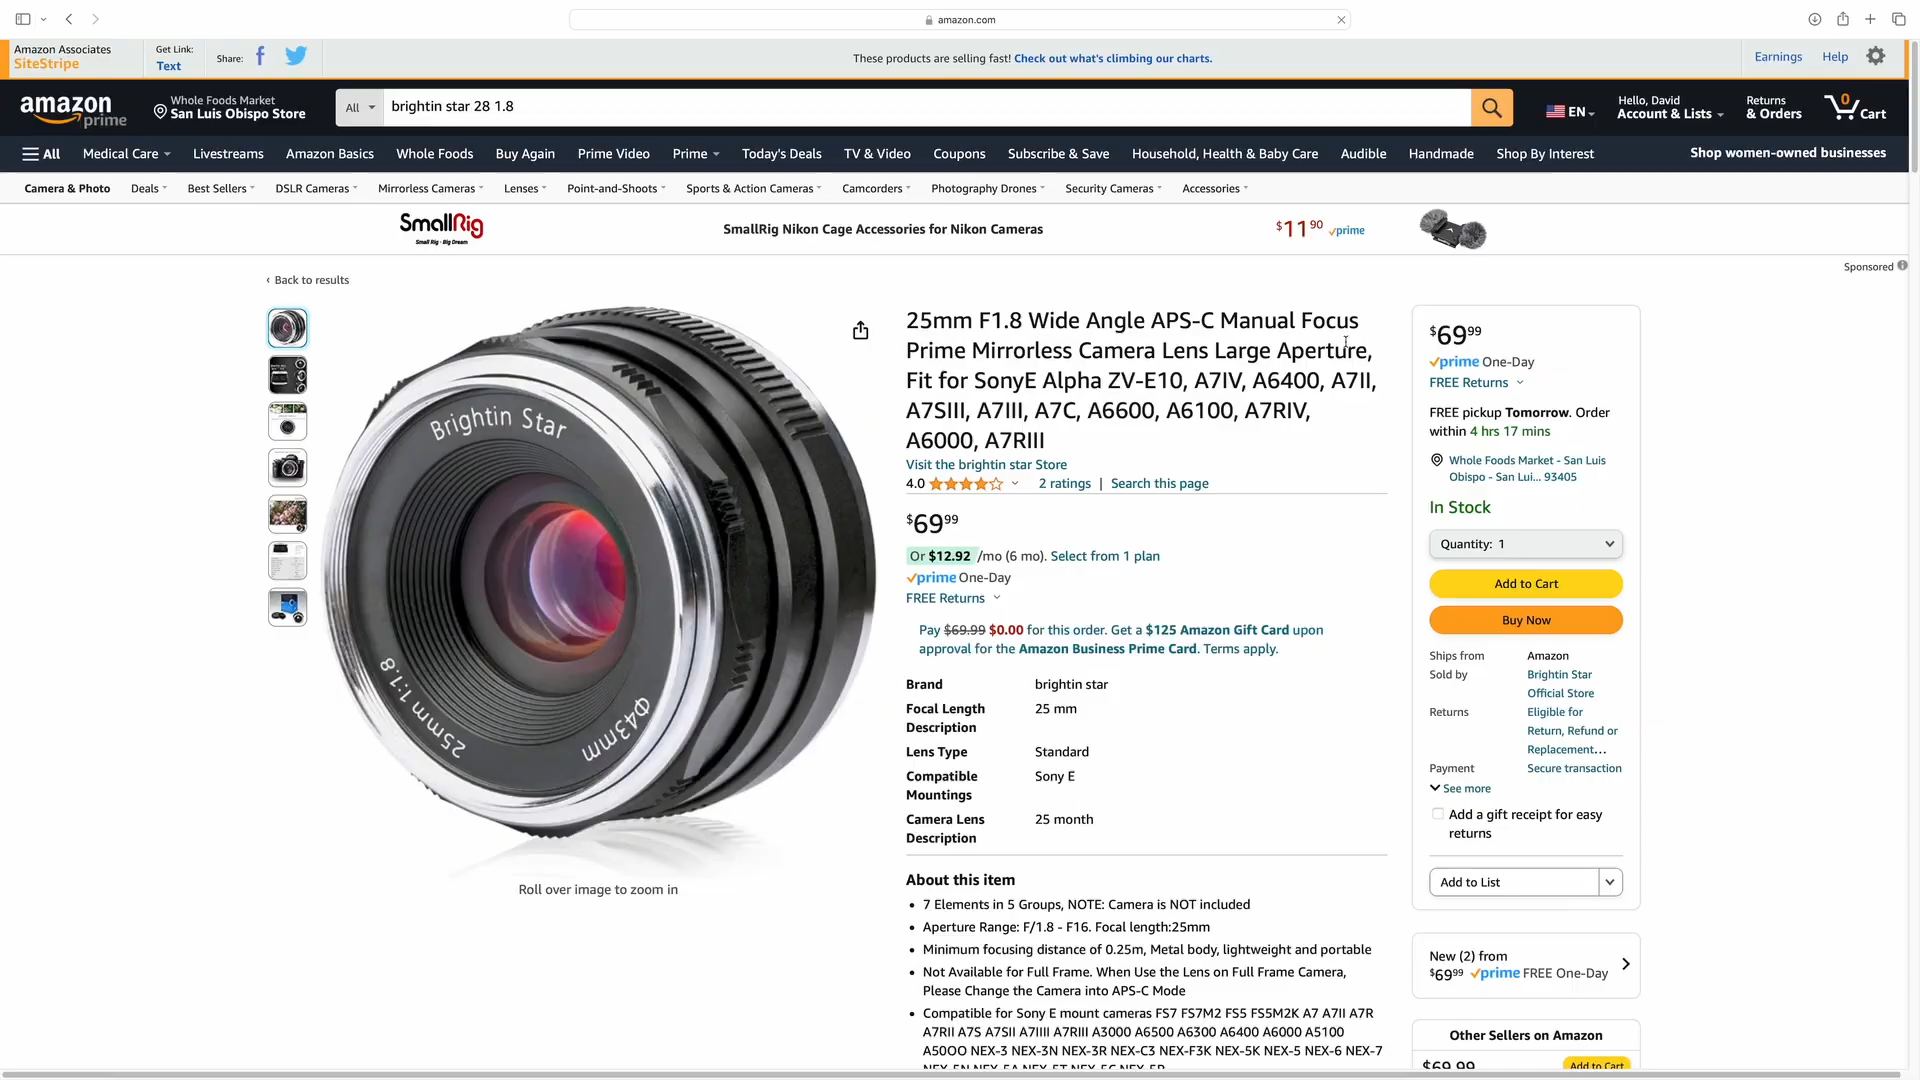 amazon.com
Amazon Associates
SiteStripe
Get Link:
Text
Share:
These products are selling fast! Check out what's climbing our charts.
Earnings
Help
amazon
prime
Whole Foods Market
San Luis Obispo Store
All
brightin star 28 1.8
EN
Hello, David
Account & Lists
Returns
& Orders
0
Cart
All
Medical Care
Livestreams
Amazon Basics
Whole Foods
Buy Again
Prime Video
Prime
Today's Deals
TV & Video
Coupons
Subscribe & Save
Household, Health & Baby Care
Audible
Handmade
Shop By Interest
Shop women-owned businesses
Camera & Photo
Deals
Best Sellers
DSLR Cameras
Mirrorless Cameras
Lenses
Point-and-Shoots
Sports & Action Cameras
Camcorders
Photography Drones
Security Cameras
Accessories
SmallRig
Small Rig · Big Dream
SmallRig Nikon Cage Accessories for Nikon Cameras
$11 90 prime
Sponsored
‹ Back to results
Brightin Star
25mm 1:1.8
Φ43mm
Roll over image to zoom in
25mm F1.8 Wide Angle APS-C Manual Focus
Prime Mirrorless Camera Lens Large Aperture,
Fit for SonyE Alpha ZV-E10, A7IV, A6400, A7II,
A7SIII, A7III, A7C, A6600, A6100, A7RIV,
A6000, A7RIII
Visit the brightin star Store
4.0
2 ratings | Search this page
$69 99
Or $12.92 /mo (6 mo). Select from 1 plan
prime One-Day
FREE Returns
Pay $69.99 $0.00 for this order. Get a $125 Amazon Gift Card upon
approval for the Amazon Business Prime Card. Terms apply.
Brand brightin star
Focal Length 25 mm
Description
Lens Type Standard
Compatible Sony E
Mountings
Camera Lens 25 month
Description
About this item
• 7 Elements in 5 Groups, NOTE: Camera is NOT included
• Aperture Range: F/1.8 - F16. Focal length:25mm
• Minimum focusing distance of 0.25m, Metal body, lightweight and portable
• Not Available for Full Frame. When Use the Lens on Full Frame Camera,
Please Change the Camera into APS-C Mode
• Compatible for Sony E mount cameras FS7 FS7M2 FS5 FS5M2K A7 A7II A7R
A7RII A7S A7SII A7IIII A7RIII A3000 A6500 A6300 A6400 A6000 A5100
A50OO NEX-3 NEX-3N NEX-3R NEX-C3 NEX-F3K NEX-5K NEX-5 NEX-6 NEX-7
$69 99
prime One-Day
FREE Returns
FREE pickup Tomorrow. Order
within 4 hrs 17 mins
Whole Foods Market - San Luis
Obispo - San Lui... 93405
In Stock
Quantity: 1
Add to Cart
Buy Now
Ships from Amazon
Sold by Brightin Star
Official Store
Returns Eligible for
Return, Refund or
Replacement...
Payment Secure transaction
See more
Add a gift receipt for easy
returns
Add to List
New (2) from
$69 99 prime FREE One-Day
Other Sellers on Amazon
$69.99
Add to Cart